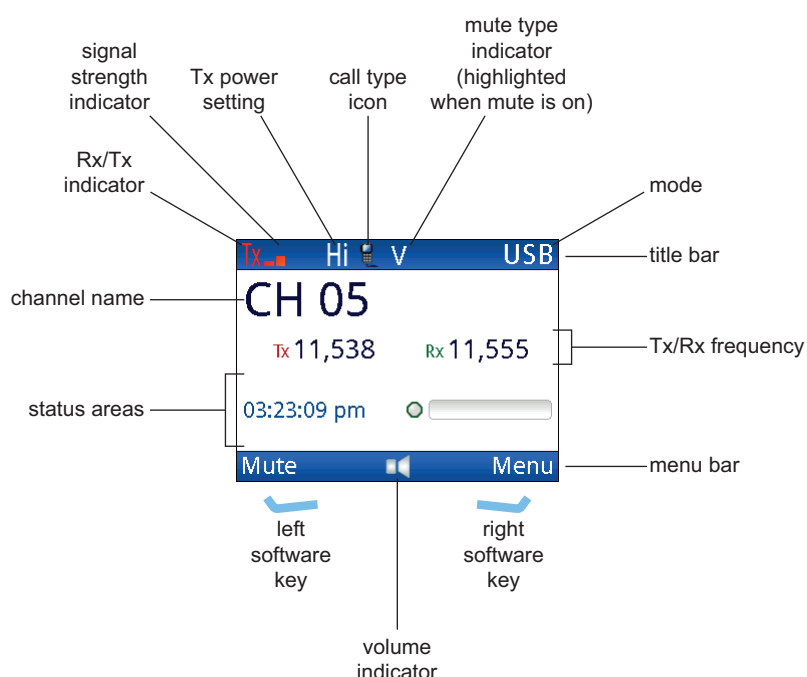 mute type
indicator
(highlighted
when mute is on)
signal
strength
indicator
Tx power
setting
call type
icon
Rx/Tx
indicator
mode
Tx Hi V USB
title bar
channel name
CH 05
Tx 11,538 Rx 11,555
Tx/Rx frequency
status areas
03:23:09 pm
Mute Menu
menu bar
left
software
key
right
software
key
volume
indicator